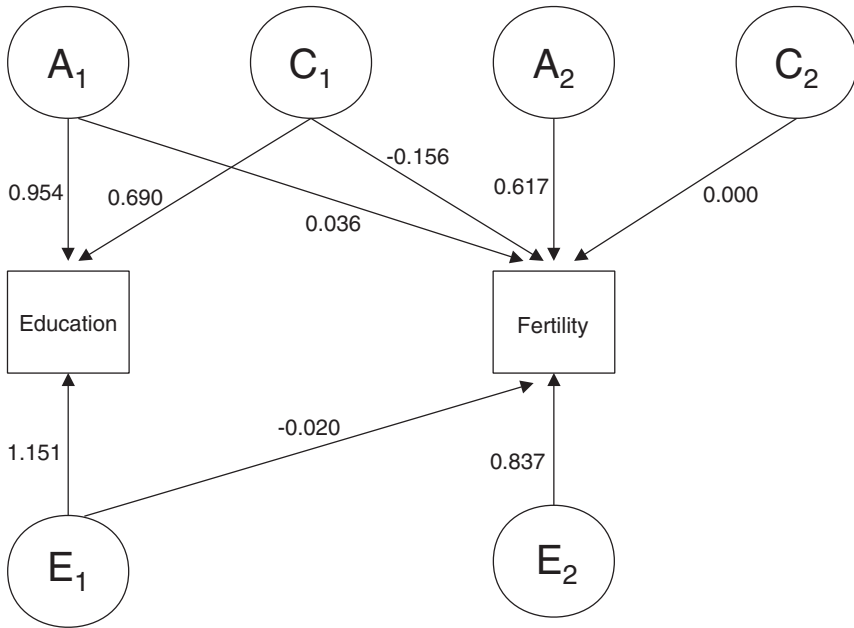 A₁
C₁
A₂
C₂
-0.156
0.954
0.690
0.617
0.000
0.036
Education
Fertility
-0.020
1.151
0.837
E₁
E₂